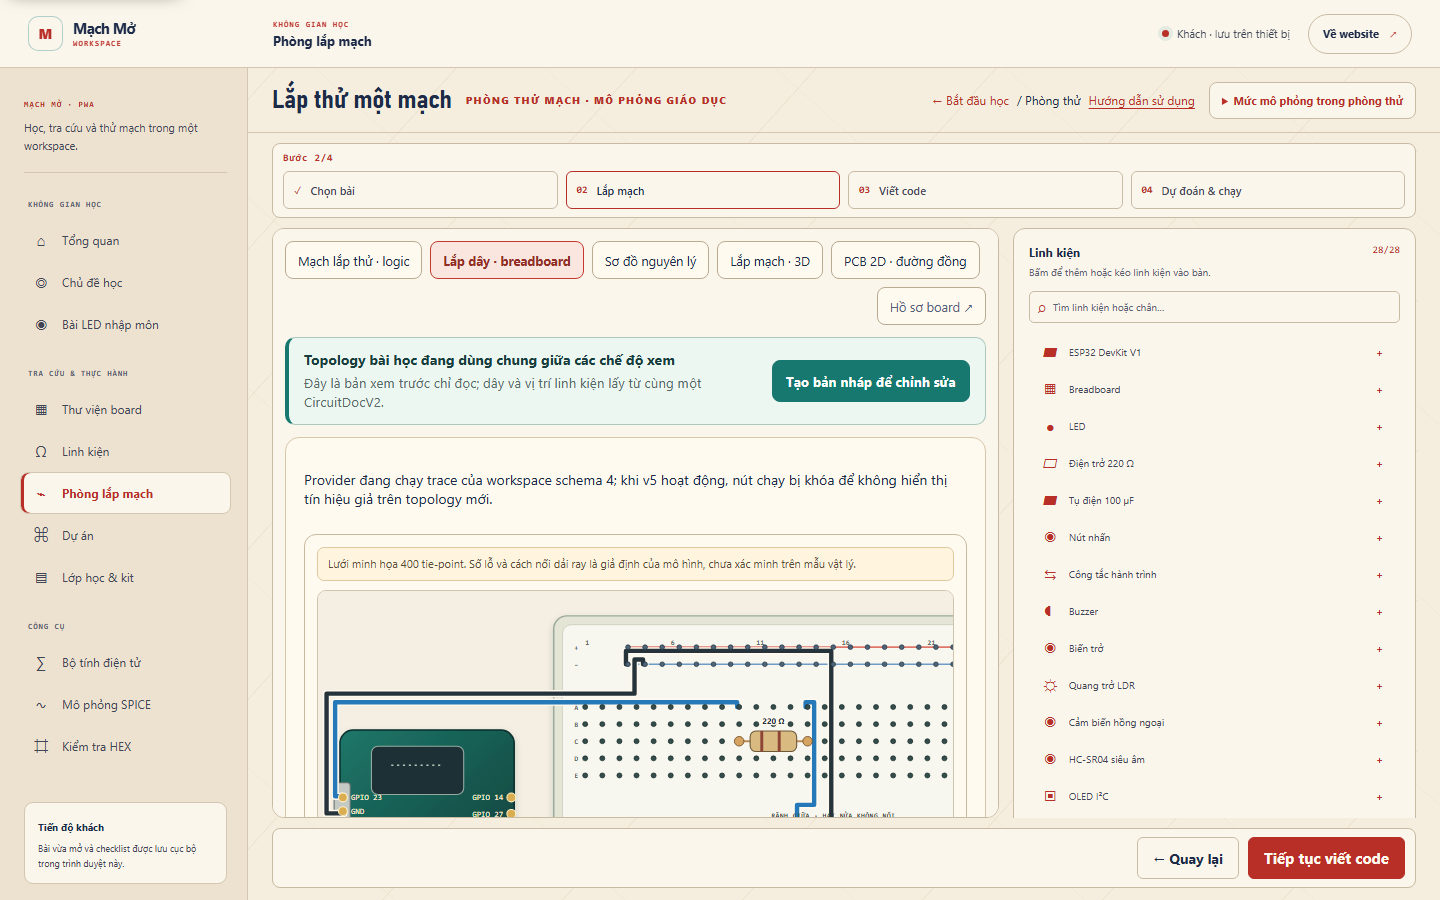 M
Mạch Mở
WORKSPACE
KHÔNG GIAN HỌC
Phòng lắp mạch
Khách · lưu trên thiết bị
Về website ↗
MẠCH MỞ · PWA
Học, tra cứu và thử mạch trong một
workspace.
KHÔNG GIAN HỌC
Tổng quan
Chủ đề học
Bài LED nhập môn
TRA CỨU & THỰC HÀNH
Thư viện board
Linh kiện
Phòng lắp mạch
Dự án
Lớp học & kit
CÔNG CỤ
Bộ tính điện tử
Mô phỏng SPICE
Kiểm tra HEX
Tiến độ khách
Bài vừa mở và checklist được lưu cục bộ
trong trình duyệt này.
Lắp thử một mạch
PHÒNG THỬ MẠCH · MÔ PHỎNG GIÁO DỤC
← Bắt đầu học / Phòng thử Hướng dẫn sử dụng
▶ Mức mô phỏng trong phòng thử
Bước 2/4
✓ Chọn bài
02 Lắp mạch
03 Viết code
04 Dự đoán & chạy
Mạch lắp thử · logic
Lắp dây · breadboard
Sơ đồ nguyên lý
Lắp mạch · 3D
PCB 2D · đường đồng
Hồ sơ board ↗
Topology bài học đang dùng chung giữa các chế độ xem
Đây là bản xem trước chỉ đọc; dây và vị trí linh kiện lấy từ cùng một
CircuitDocV2.
Tạo bản nháp để chỉnh sửa
Provider đang chạy trace của workspace schema 4; khi v5 hoạt động, nút chạy bị khóa để không hiển thị
tín hiệu giả trên topology mới.
Lưới minh họa 400 tie-point. Số lỗ và cách nối dải ray là giả định của mô hình, chưa xác minh trên mẫu vật lý.
1 6 11 16 21
+
−
A
B
C
D
E
220 Ω
GPIO 23
GND
GPIO 14
GPIO 27
Linh kiện
28/28
Bấm để thêm hoặc kéo linh kiện vào bàn.
Tìm linh kiện hoặc chân...
ESP32 DevKit V1 +
Breadboard +
LED +
Điện trở 220 Ω +
Tụ điện 100 µF +
Nút nhấn +
Công tắc hành trình +
Buzzer +
Biến trở +
Quang trở LDR +
Cảm biến hồng ngoại +
HC-SR04 siêu âm +
OLED I²C +
← Quay lại
Tiếp tục viết code